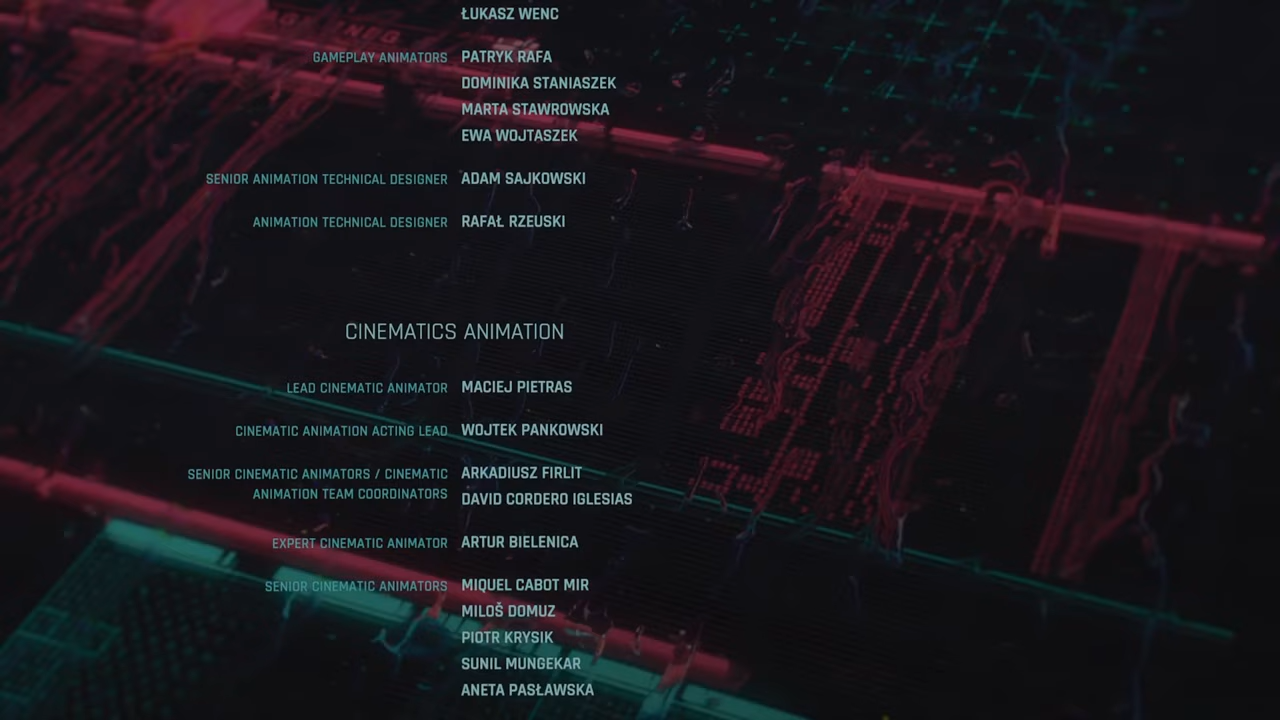 ŁUKASZ WENC
GAMEPLAY ANIMATORS PATRYK RAFA
DOMINIKA STANIASZEK
MARTA STAWROWSKA
EWA WOJTASZEK
SENIOR ANIMATION TECHNICAL DESIGNER ADAM SAJKOWSKI
ANIMATION TECHNICAL DESIGNER RAFAŁ RZEUSKI
CINEMATICS ANIMATION
LEAD CINEMATIC ANIMATOR MACIEJ PIETRAS
CINEMATIC ANIMATION ACTING LEAD WOJTEK PANKOWSKI
SENIOR CINEMATIC ANIMATORS / CINEMATIC ARKADIUSZ FIRLIT
ANIMATION TEAM COORDINATORS DAVID CORDERO IGLESIAS
EXPERT CINEMATIC ANIMATOR ARTUR BIELENICA
SENIOR CINEMATIC ANIMATORS MIQUEL CABOT MIR
MILOŠ DOMUZ
PIOTR KRYSIK
SUNIL MUNGEKAR
ANETA PASŁAWSKA